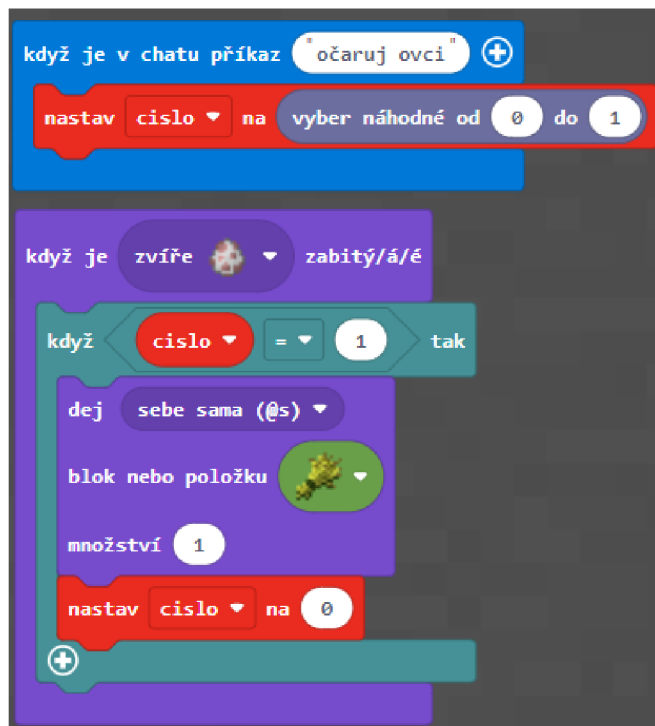 když je v chatu příkaz "očaruj ovci"
nastav cislo na vyber náhodné od 0 do 1
když je zvíře zabitý/á/é
když cislo = 1 tak
dej sebe sama (@s)
blok nebo položku
množství 1
nastav cislo na 0